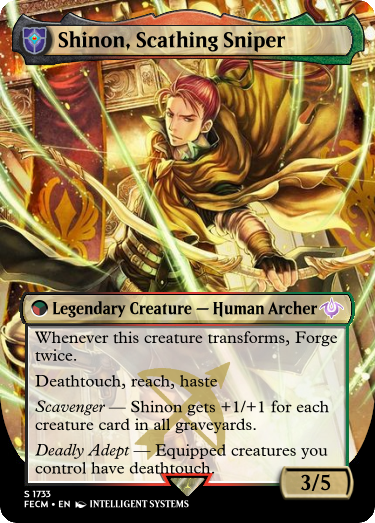 Shinon, Scathing Sniper
Legendary Creature — Human Archer
Whenever this creature transforms, Forge
twice.
Deathtouch, reach, haste
Scavenger — Shinon gets +1/+1 for each
creature card in all graveyards.
Deadly Adept — Equipped creatures you
control have deathtouch.
3/5
S 1733
FECM • EN INTELLIGENT SYSTEMS